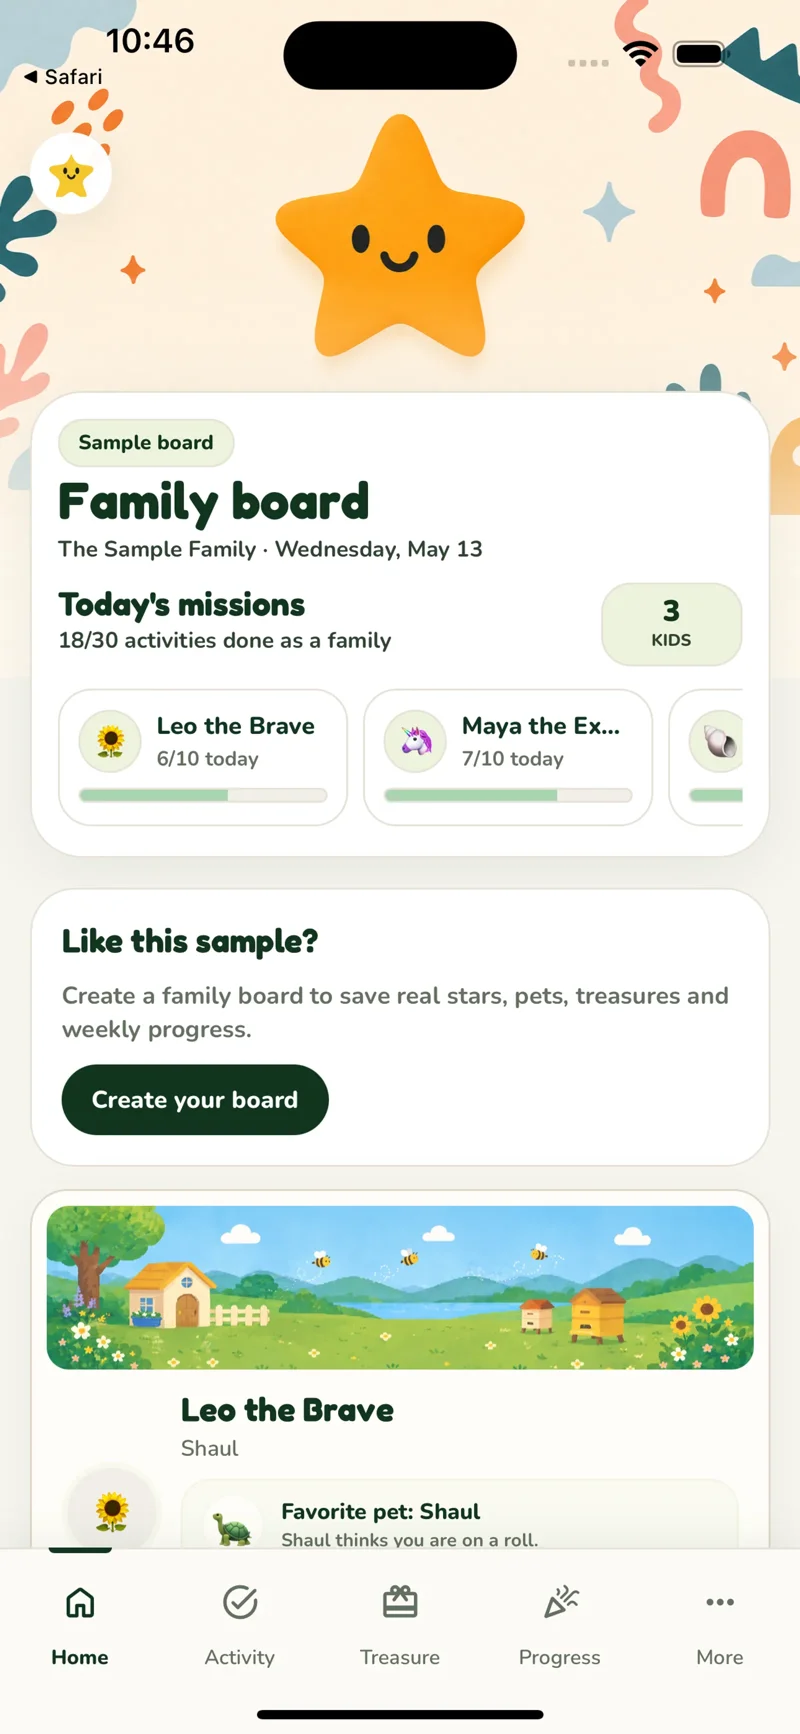 10:46
◀ Safari
Sample board
Family board
The Sample Family · Wednesday, May 13
Today's missions
18/30 activities done as a family
3
KIDS
Leo the Brave
6/10 today
Maya the Ex...
7/10 today
Like this sample?
Create a family board to save real stars, pets, treasures and
weekly progress.
Create your board
Leo the Brave
Shaul
Favorite pet: Shaul
Shaul thinks you are on a roll.
Home
Activity
Treasure
Progress
More